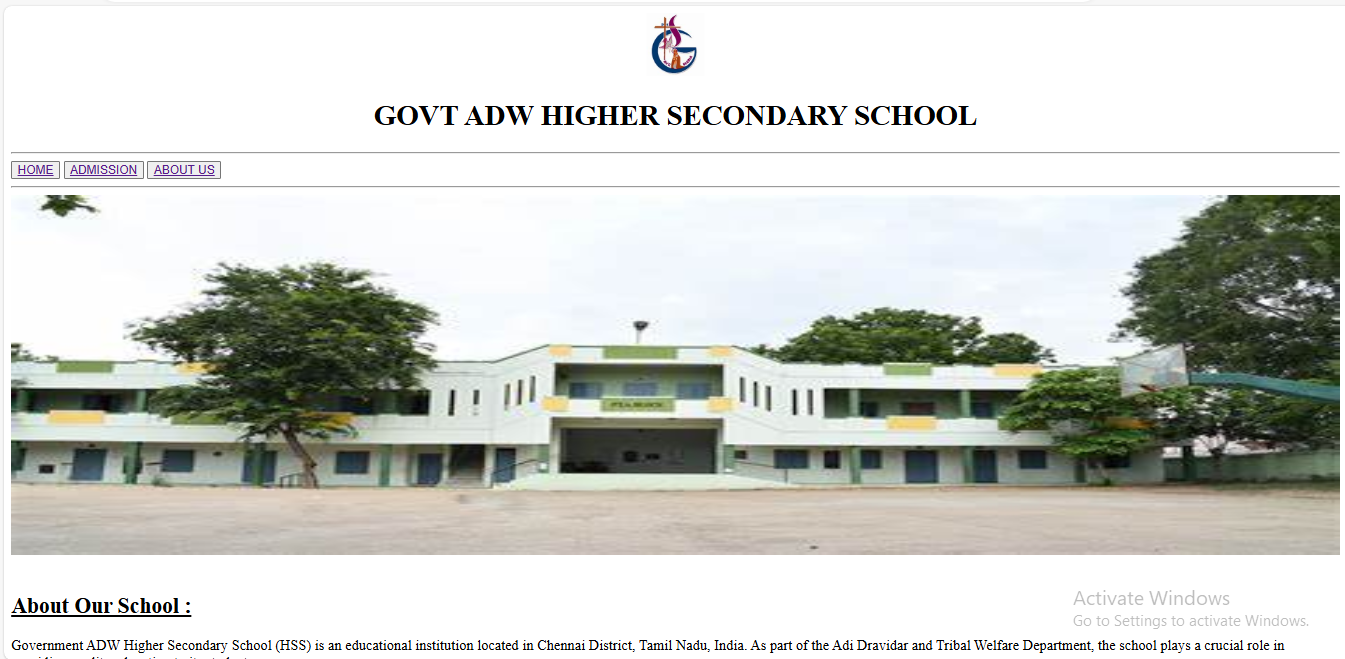 GOVT ADW HIGHER SECONDARY SCHOOL
HOME ADMISSION ABOUT US
About Our School :
Activate Windows
Go to Settings to activate Windows.
Government ADW Higher Secondary School (HSS) is an educational institution located in Chennai District, Tamil Nadu, India. As part of the Adi Dravidar and Tribal Welfare Department, the school plays a crucial role in